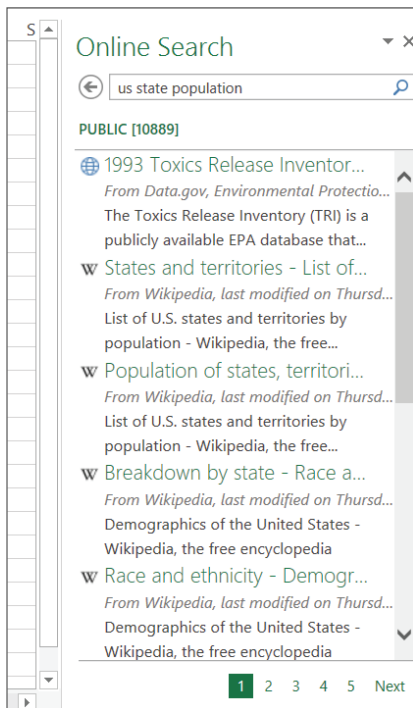 S
Online Search
us state population
PUBLIC [10889]
1993 Toxics Release Inventor...
From Data.gov, Environmental Protectio...
The Toxics Release Inventory (TRI) is a
publicly available EPA database that...
W States and territories - List of...
From Wikipedia, last modified on Thursd...
List of U.S. states and territories by
population - Wikipedia, the free...
W Population of states, territori...
From Wikipedia, last modified on Thursd...
List of U.S. states and territories by
population - Wikipedia, the free...
W Breakdown by state - Race a...
From Wikipedia, last modified on Thursd...
Demographics of the United States -
Wikipedia, the free encyclopedia
W Race and ethnicity - Demogr...
From Wikipedia, last modified on Thursd...
Demographics of the United States -
Wikipedia, the free encyclopedia
1 2 3 4 5 Next